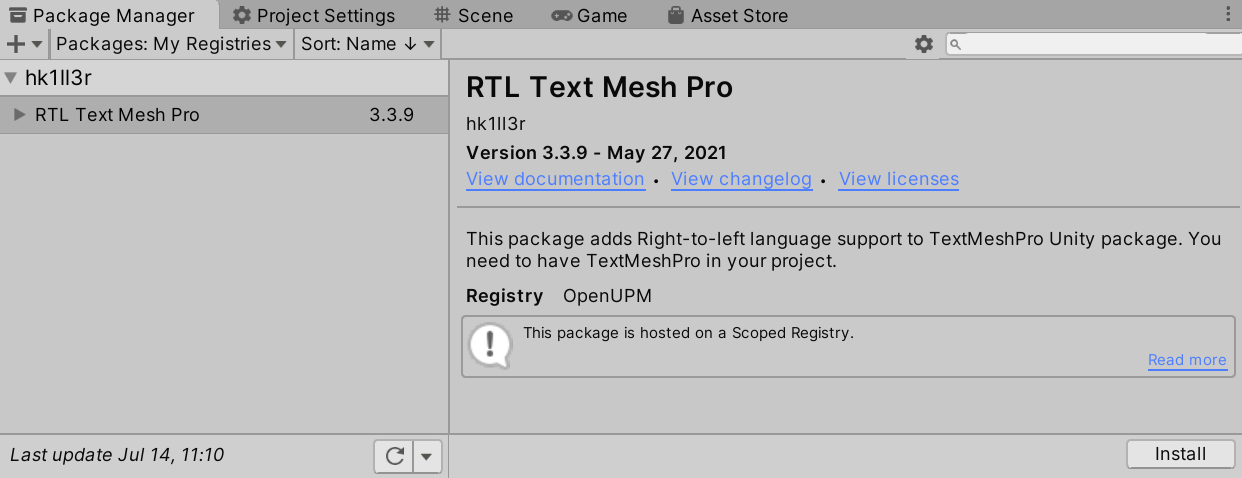 Package Manager Project Settings Scene Game Asset Store
Packages: My Registries Sort: Name ↓
hk1ll3r
RTL Text Mesh Pro 3.3.9
RTL Text Mesh Pro
hk1ll3r
Version 3.3.9 - May 27, 2021
View documentation • View changelog • View licenses
This package adds Right-to-left language support to TextMeshPro Unity package. You
need to have TextMeshPro in your project.
Registry OpenUPM
This package is hosted on a Scoped Registry.
Read more
Last update Jul 14, 11:10
Install